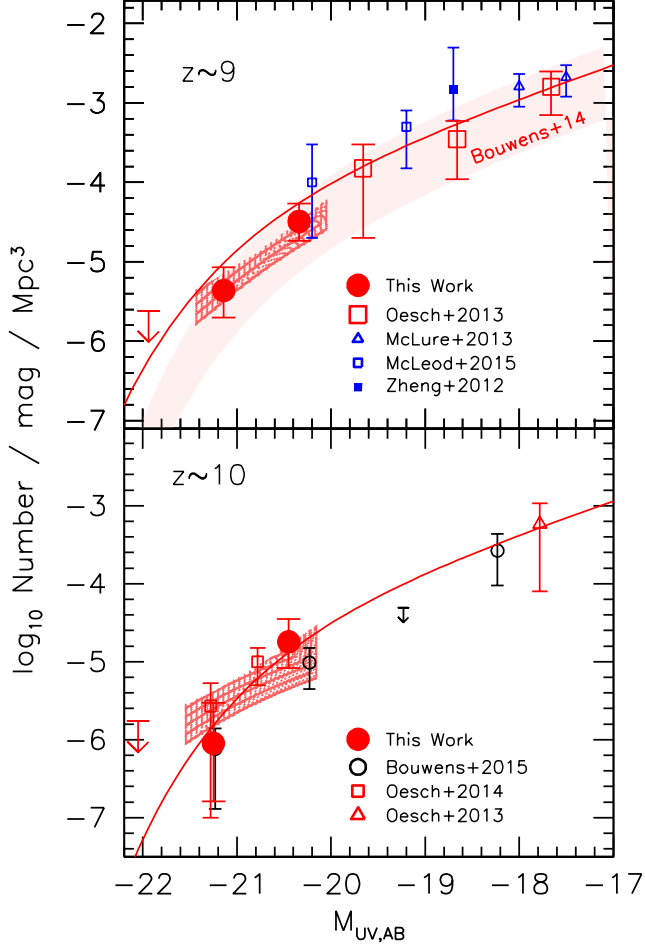 −2
−3
−4
−5
−6
−7
z~9
Bouwens+14
This Work
Oesch+2013
McLure+2013
McLeod+2015
Zheng+2012
log₁₀ Number / mag / Mpc³
−3
−4
−5
−6
−7
z~10
This Work
Bouwens+2015
Oesch+2014
Oesch+2013
−22 −21 −20 −19 −18 −17
M_UV,AB